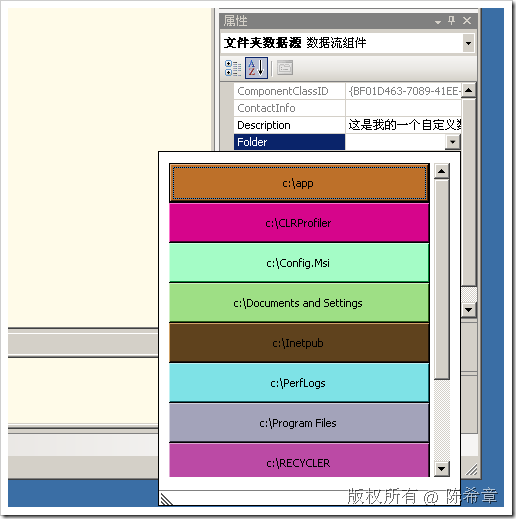 属性
文件夹数据源 数据流组件
ComponentClassID {BF01D463-7089-41EE-
ContactInfo
Description 这是我的一个自定义数
Folder
c:\app
c:\CLRProfiler
c:\Config.Msi
c:\Documents and Settings
c:\Inetpub
c:\PerfLogs
c:\Program Files
c:\RECYCLER
版权所有 @ 陈希章